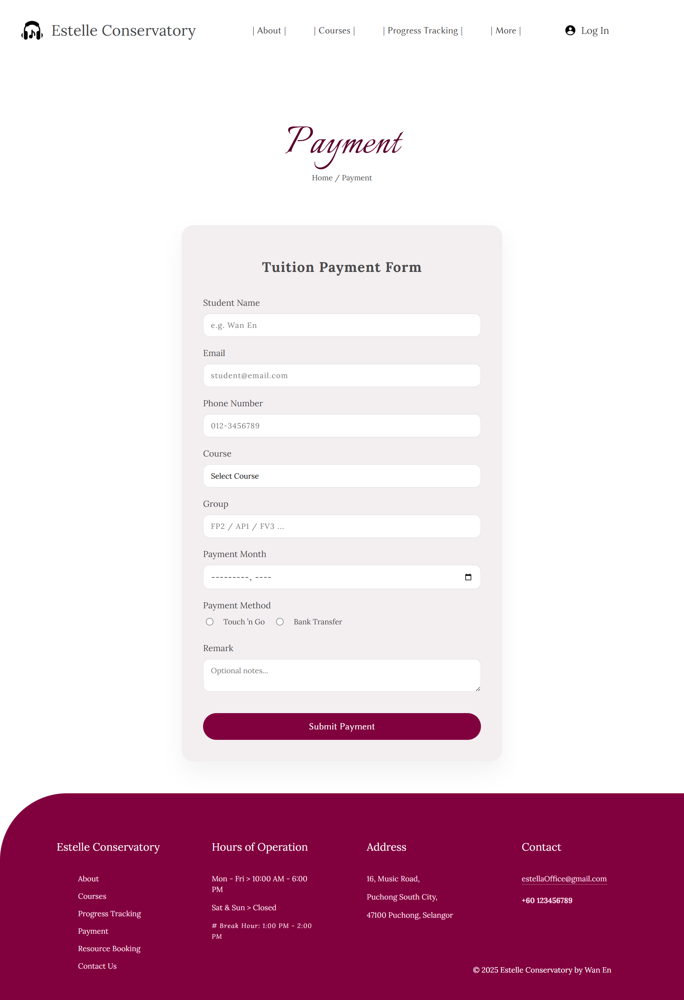 Estelle Conservatory
| About |
| Courses |
| Progress Tracking |
| More |
Log In
Payment
Home / Payment
Tuition Payment Form
Student Name
e.g. Wan En
Email
student@email.com
Phone Number
012-3456789
Course
Select Course
Group
FP2 / AP1 / FV3 ...
Payment Month
---------, ----
Payment Method
Touch 'n Go
Bank Transfer
Remark
Optional notes...
Submit Payment
Estelle Conservatory
About
Courses
Progress Tracking
Payment
Resource Booking
Contact Us
Hours of Operation
Mon - Fri > 10:00 AM - 6:00
PM
Sat & Sun > Closed
# Break Hour: 1:00 PM - 2:00
PM
Address
16, Music Road,
Puchong South City,
47100 Puchong, Selangor
Contact
estellaOffice@gmail.com
+60 123456789
© 2025 Estelle Conservatory by Wan En